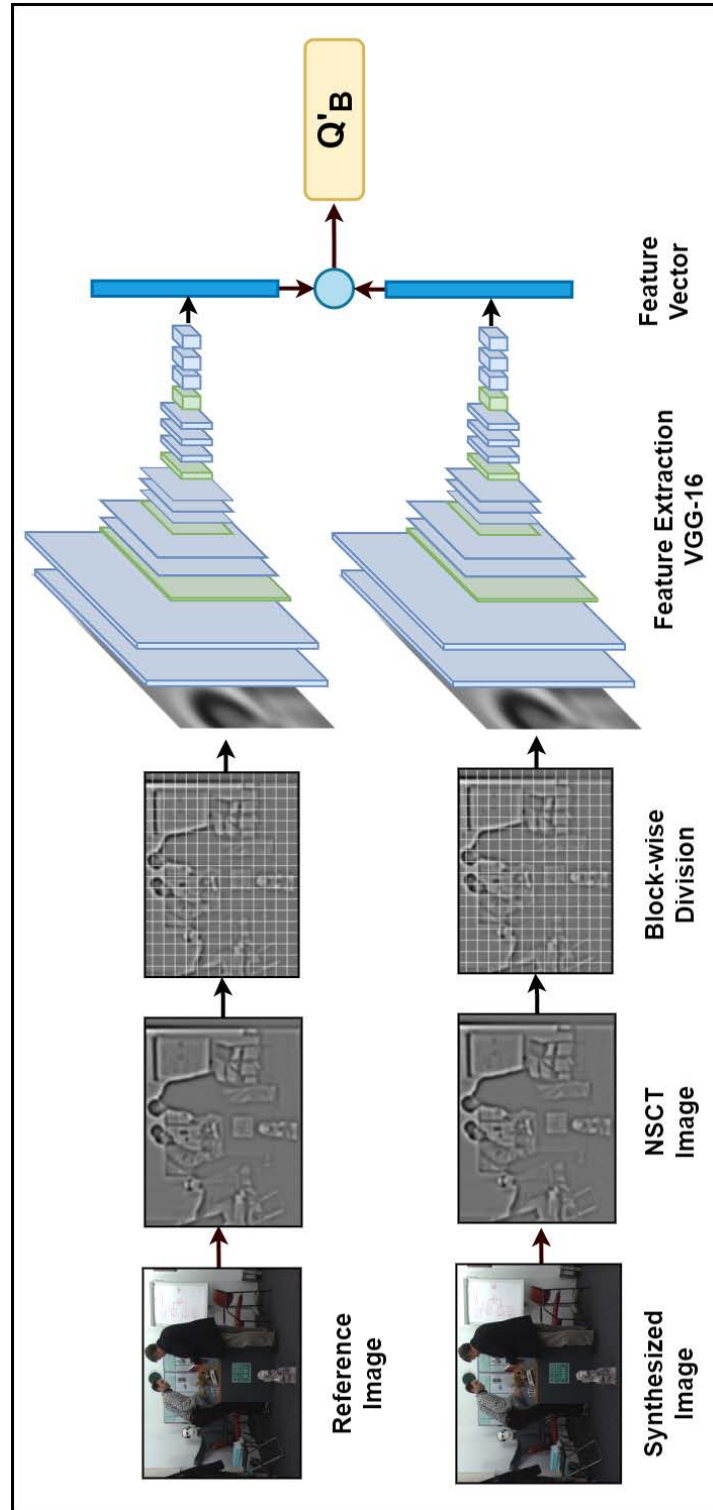 Reference
Image
Synthesized
Image
NSCT
Image
Block-wise
Division
Feature Extraction
VGG-16
Feature
Vector
Q'B